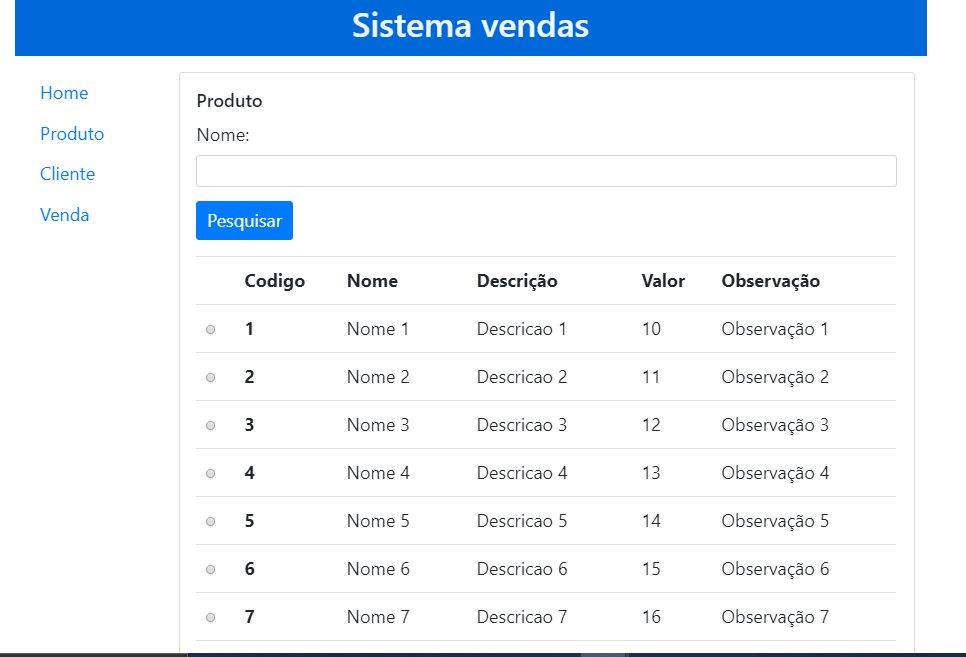 Sistema vendas
Home
Produto
Cliente
Venda
Produto
Nome:
Pesquisar
Codigo Nome Descrição Valor Observação
1 Nome 1 Descricao 1 10 Observação 1
2 Nome 2 Descricao 2 11 Observação 2
3 Nome 3 Descricao 3 12 Observação 3
4 Nome 4 Descricao 4 13 Observação 4
5 Nome 5 Descricao 5 14 Observação 5
6 Nome 6 Descricao 6 15 Observação 6
7 Nome 7 Descricao 7 16 Observação 7